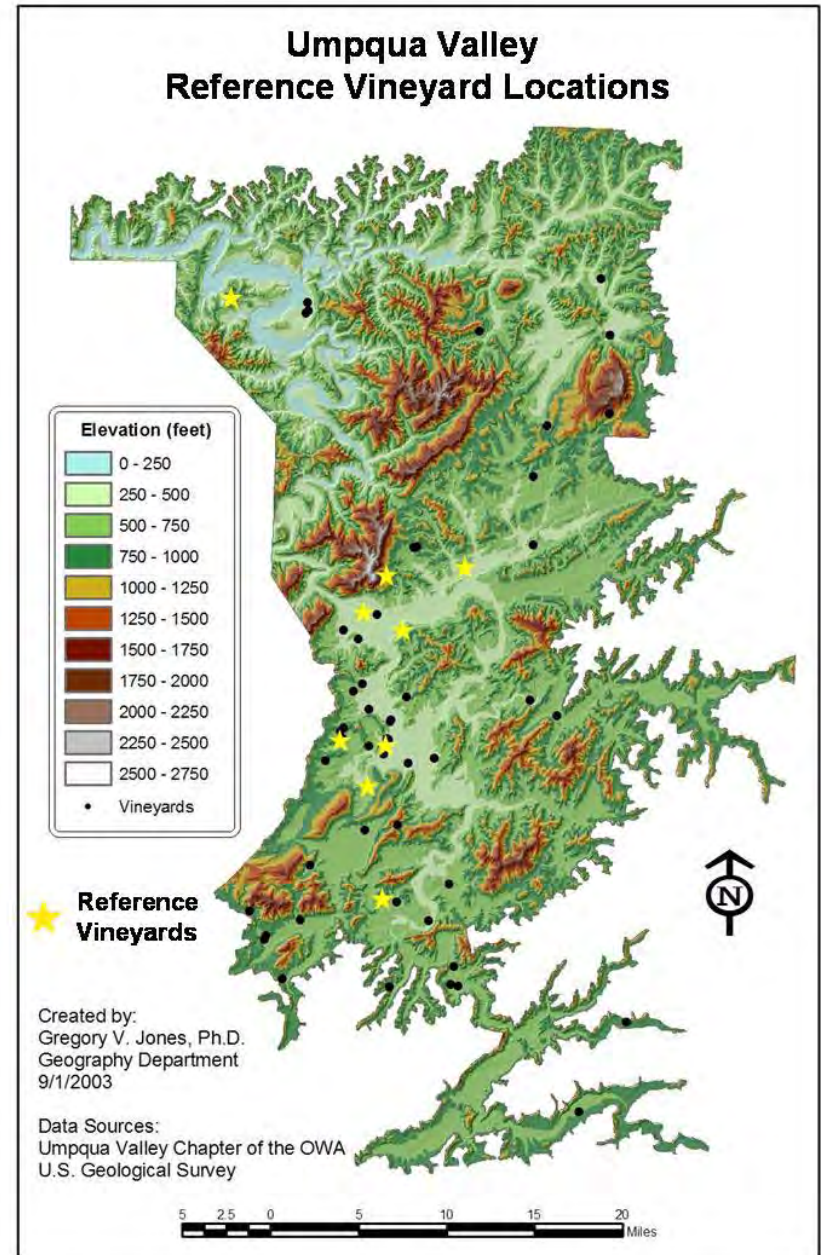 Umpqua Valley
Reference Vineyard Locations
Elevation (feet)
0 - 250
250 - 500
500 - 750
750 - 1000
1000 - 1250
1250 - 1500
1500 - 1750
1750 - 2000
2000 - 2250
2250 - 2500
2500 - 2750
Vineyards
Reference
Vineyards
N
Created by:
Gregory V. Jones, Ph.D.
Geography Department
9/1/2003
Data Sources:
Umpqua Valley Chapter of the OWA
U.S. Geological Survey
5 2.5 0 5 10 15 20
Miles